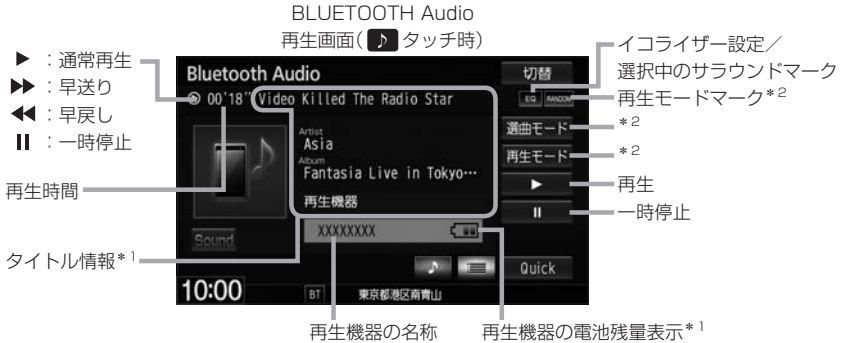 BLUETOOTH Audio
再生画面(♪タッチ時)
▶ :通常再生
▶▶ :早送り
◀◀ :早戻し
⏸ :一時停止
再生時間
タイトル情報*1
イコライザー設定/
選択中のサラウンドマーク
再生モードマーク*2
*2
*2
再生
一時停止
Bluetooth Audio
切替
00'18" Video Killed The Radio Star
EQ RANDOM
選曲モード
Artist
Asia
再生モード
Album
Fantasia Live in Tokyo…
再生機器
XXXXXXXX
Sound
Quick
10:00
BT
東京都港区南青山
再生機器の名称
再生機器の電池残量表示*1